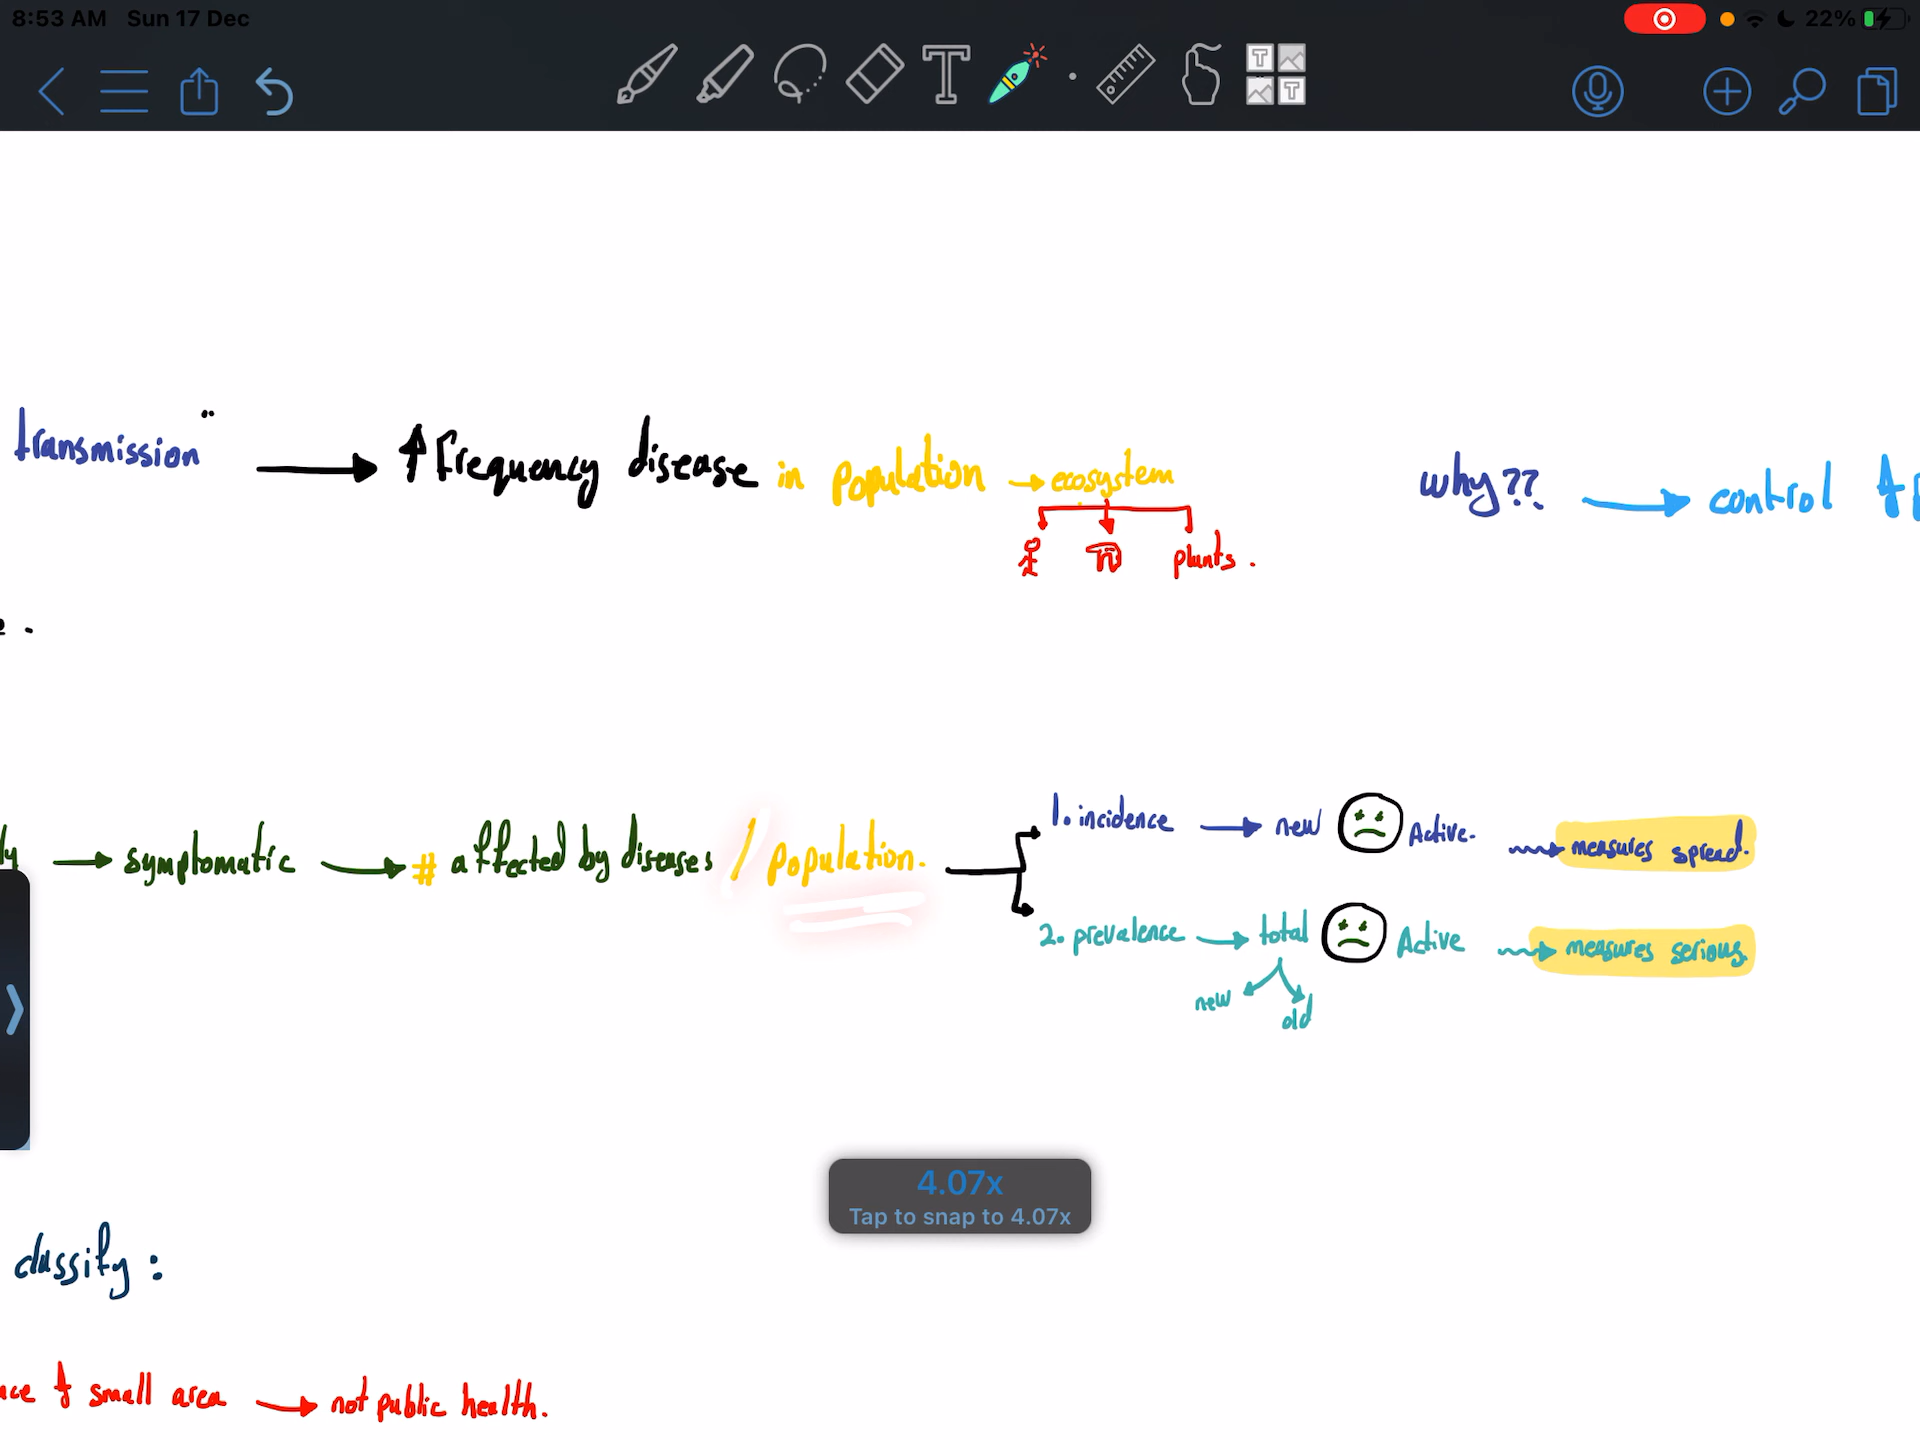 8:53 AM Sun 17 Dec
22%
transmission" → ↑ Frequency disease in population → ecosystem
why?? → control
plants.
symptomatic → # affected by diseases / population.
1. incidence → new Active. → measures spread.
2. prevalence → total Active → measures serious
new old
4.07x
Tap to snap to 4.07x
classify:
small area → not public health.